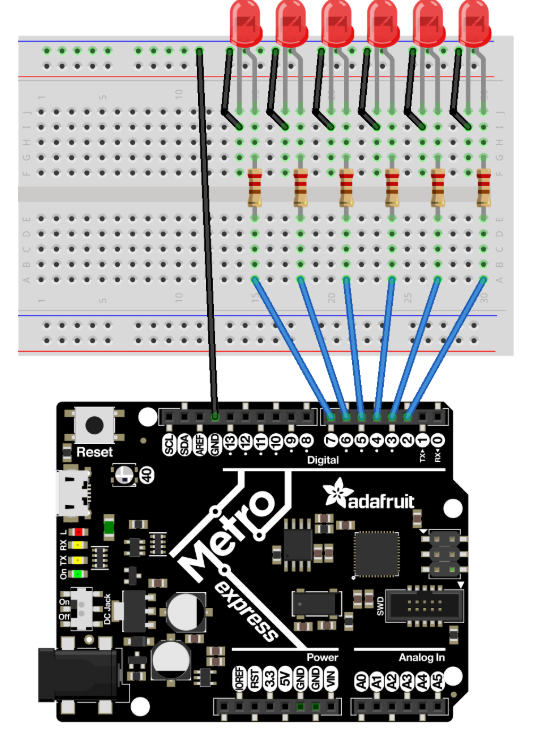 1 5 10 15 20 25 30
J
I
H
G
F
E
D
C
B
A
1 5 10 15 20 25 30
SCL SDA AREF GND 13 12 11 10 9 8 7 6 5 4 3 2 TX▸ 1 RX◂ 0
Reset
Digital
40
adafruit
L
RX
TX
On
Metro
express
On
Off
DC Jack
SWD
Power
Analog In
IOREF RST 3.3 5V GND GND VIN A0 A1 A2 A3 A4 A5